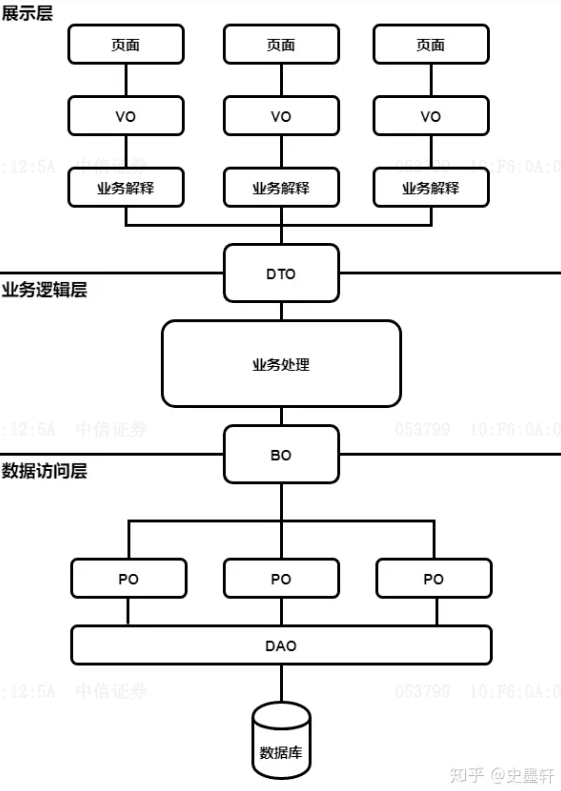 展示层
页面 页面 页面
VO VO VO
:12:5A 中信证券 053799 10:F6:0A:0
业务解释 业务解释 业务解释
DTO
业务逻辑层
业务处理
:12:5A 中信证券 053799 10:F6:0A:0
BO
数据访问层
PO PO PO
DAO
:12:5A 中信证券 053799 10:F6:0A:0
数据库
知乎 @史墨轩